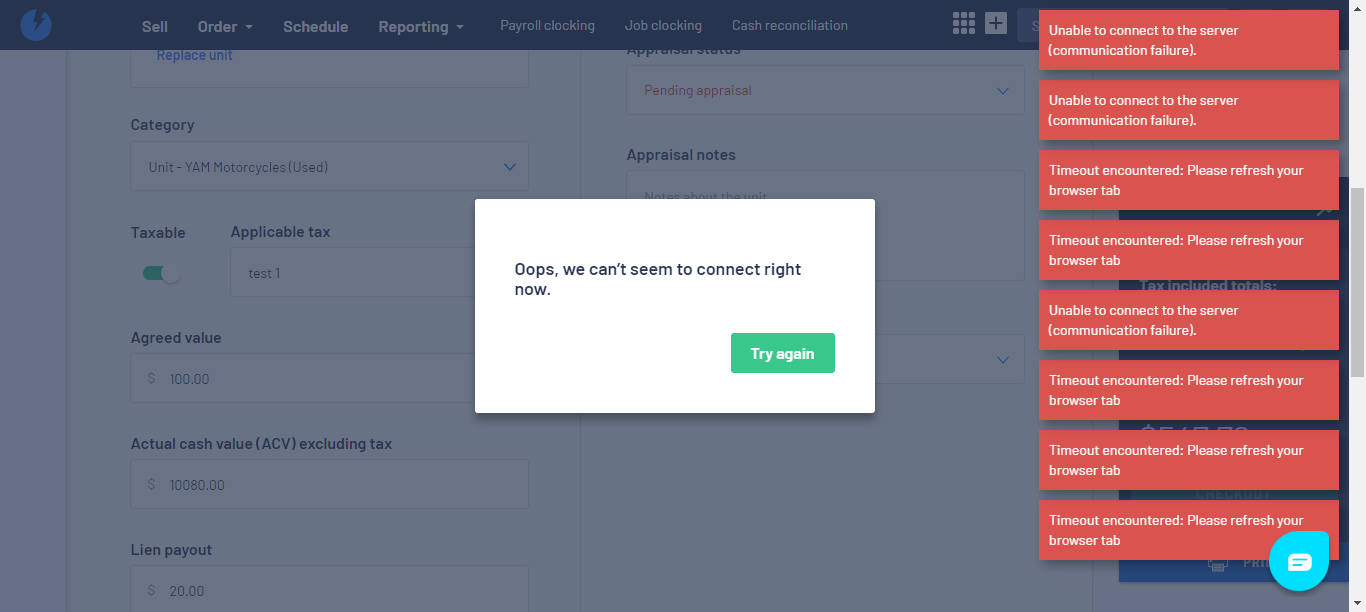 Sell
Order
Schedule
Reporting
Payroll clocking
Job clocking
Cash reconciliation
S
Replace unit
Category
Unit - YAM Motorcycles (Used)
Taxable
Applicable tax
test 1
Agreed value
$ 100.00
Actual cash value (ACV) excluding tax
$ 10080.00
Lien payout
$ 20.00
Appraisal status
Pending appraisal
Appraisal notes
Notes about the unit
Oops, we can’t seem to connect right
now.
Try again
Unable to connect to the server
(communication failure).
Unable to connect to the server
(communication failure).
Timeout encountered: Please refresh your
browser tab
Timeout encountered: Please refresh your
browser tab
Tax included totals:
Unable to connect to the server
(communication failure).
Timeout encountered: Please refresh your
browser tab
Timeout encountered: Please refresh your
browser tab
CHECKOUT
Timeout encountered: Please refresh your
browser tab